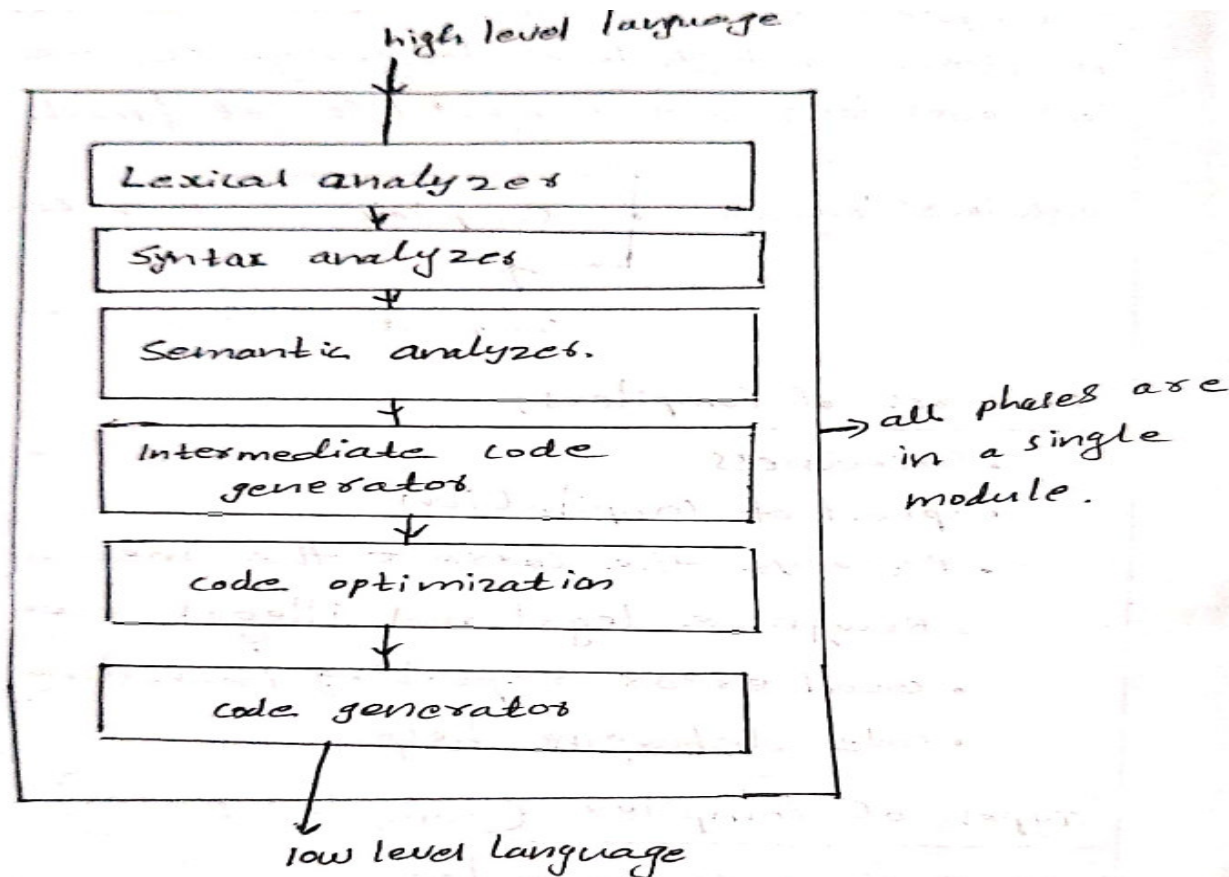 high level language
Lexical analyzer
Syntax analyzer
Semantic analyzer.
Intermediate code
generator
code optimization
code generator
low level language
all phases are
in a single
module.